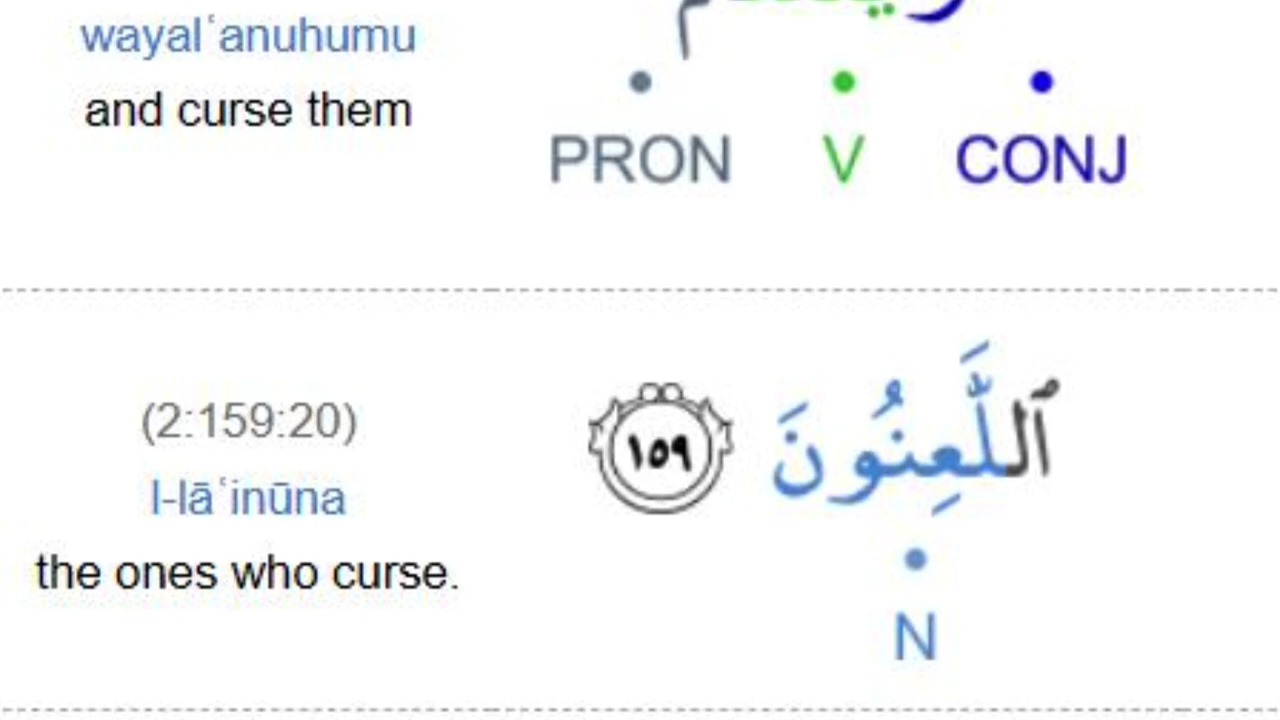 wayalʿanuhumu
and curse them
PRON V CONJ
(2:159:20)
l-lāʿinūna
the ones who curse.
ٱللَّـٰعِنُونَ ١٥٩
N